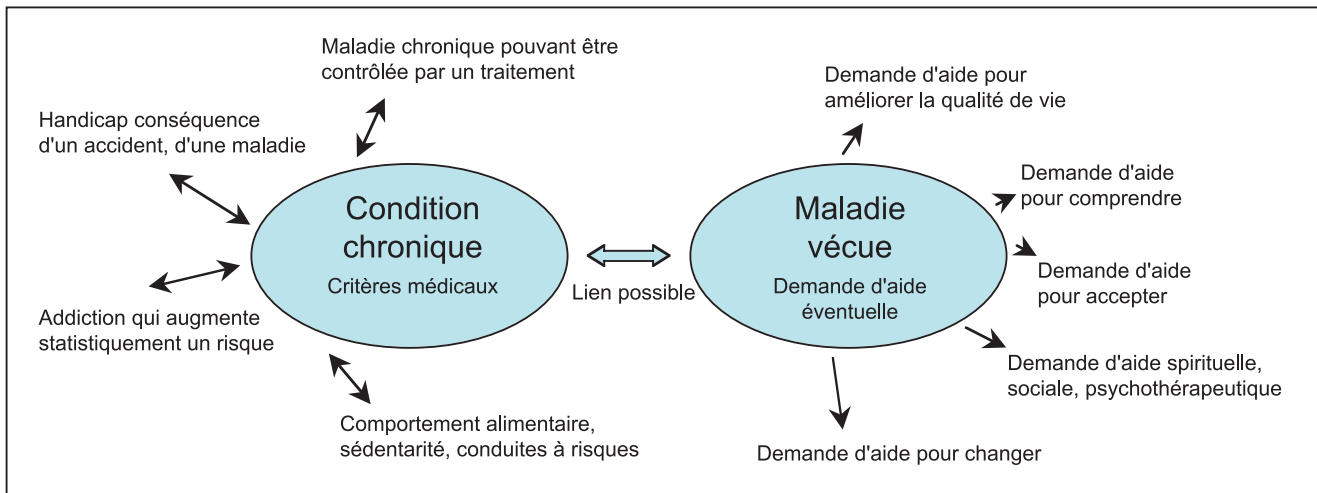 Maladie chronique pouvant être
contrôlée par un traitement
Handicap conséquence
d'un accident, d'une maladie
Condition
chronique
Critères médicaux
Addiction qui augmente
statistiquement un risque
Comportement alimentaire,
sédentarité, conduites à risques
Lien possible
Demande d'aide pour
améliorer la qualité de vie
Maladie
vécue
Demande d'aide
éventuelle
Demande d'aide
pour comprendre
Demande d'aide
pour accepter
Demande d'aide spirituelle,
sociale, psychothérapeutique
Demande d'aide pour changer